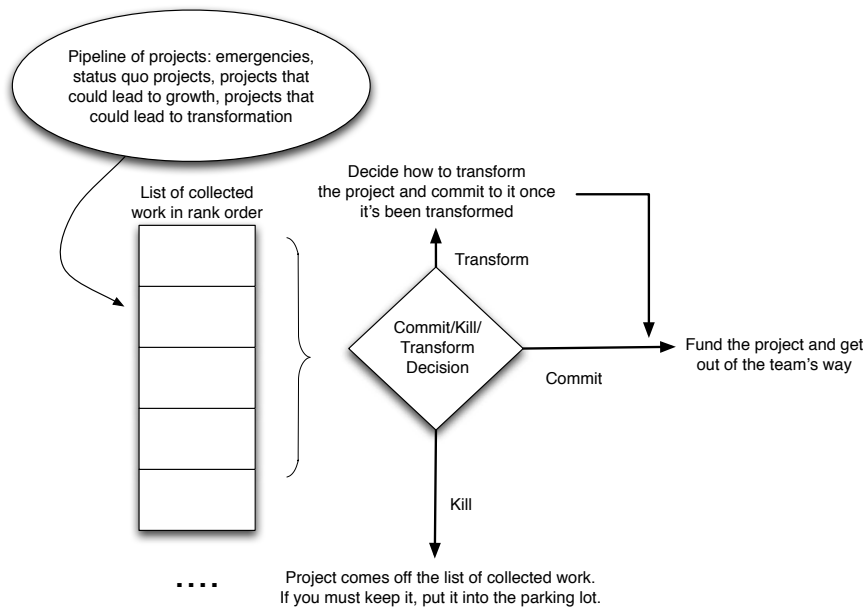 Pipeline of projects: emergencies,
status quo projects, projects that
could lead to growth, projects that
could lead to transformation
List of collected
work in rank order
Decide how to transform
the project and commit to it once
it's been transformed
Transform
Commit/Kill/
Transform
Decision
Commit
Fund the project and get
out of the team's way
Kill
....
Project comes off the list of collected work.
If you must keep it, put it into the parking lot.